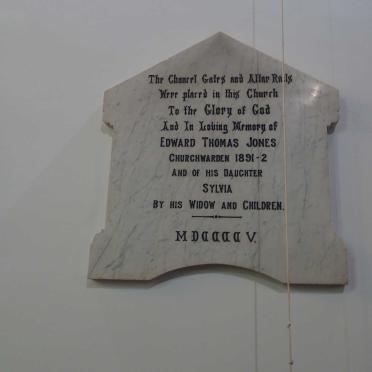 The Chancel Gates and Altar Rails
Were placed in this Church
To the Glory of God
And In Loving Memory of
EDWARD THOMAS JONES
CHURCHWARDEN 1891-2
AND OF HIS DAUGHTER
SYLVIA
BY HIS WIDOW AND CHILDREN.
MDCCCCV.